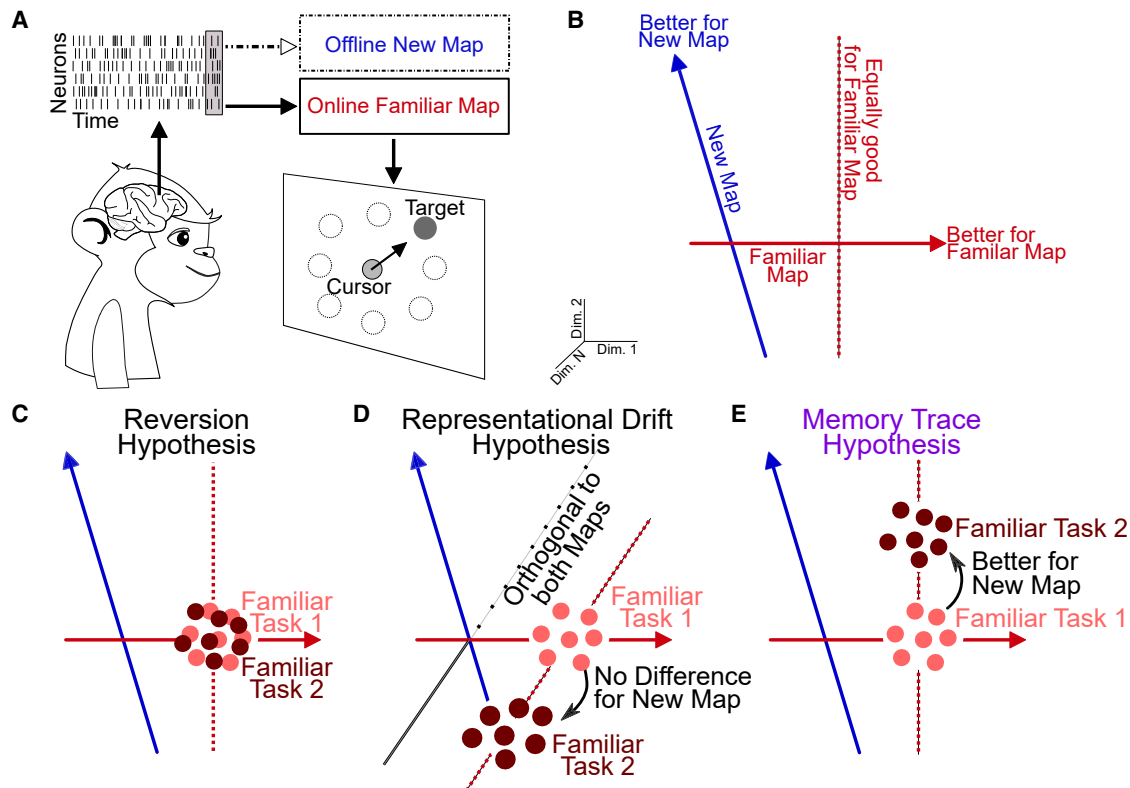 A
Neurons
Time
Offline New Map
Online Familiar Map
Target
Cursor
B
Better for
New Map
New Map
Equally good
for Familiar Map
Familiar
Map
Better for
Familar Map
Dim. 2
Dim. 1
Dim. N
C
Reversion
Hypothesis
Familiar
Task 1
Familiar
Task 2
D
Representational Drift
Hypothesis
Orthogonal to
both Maps
Familiar
Task 1
No Difference
for New Map
Familiar
Task 2
E
Memory Trace
Hypothesis
Familiar Task 2
Better for
New Map
Familiar Task 1